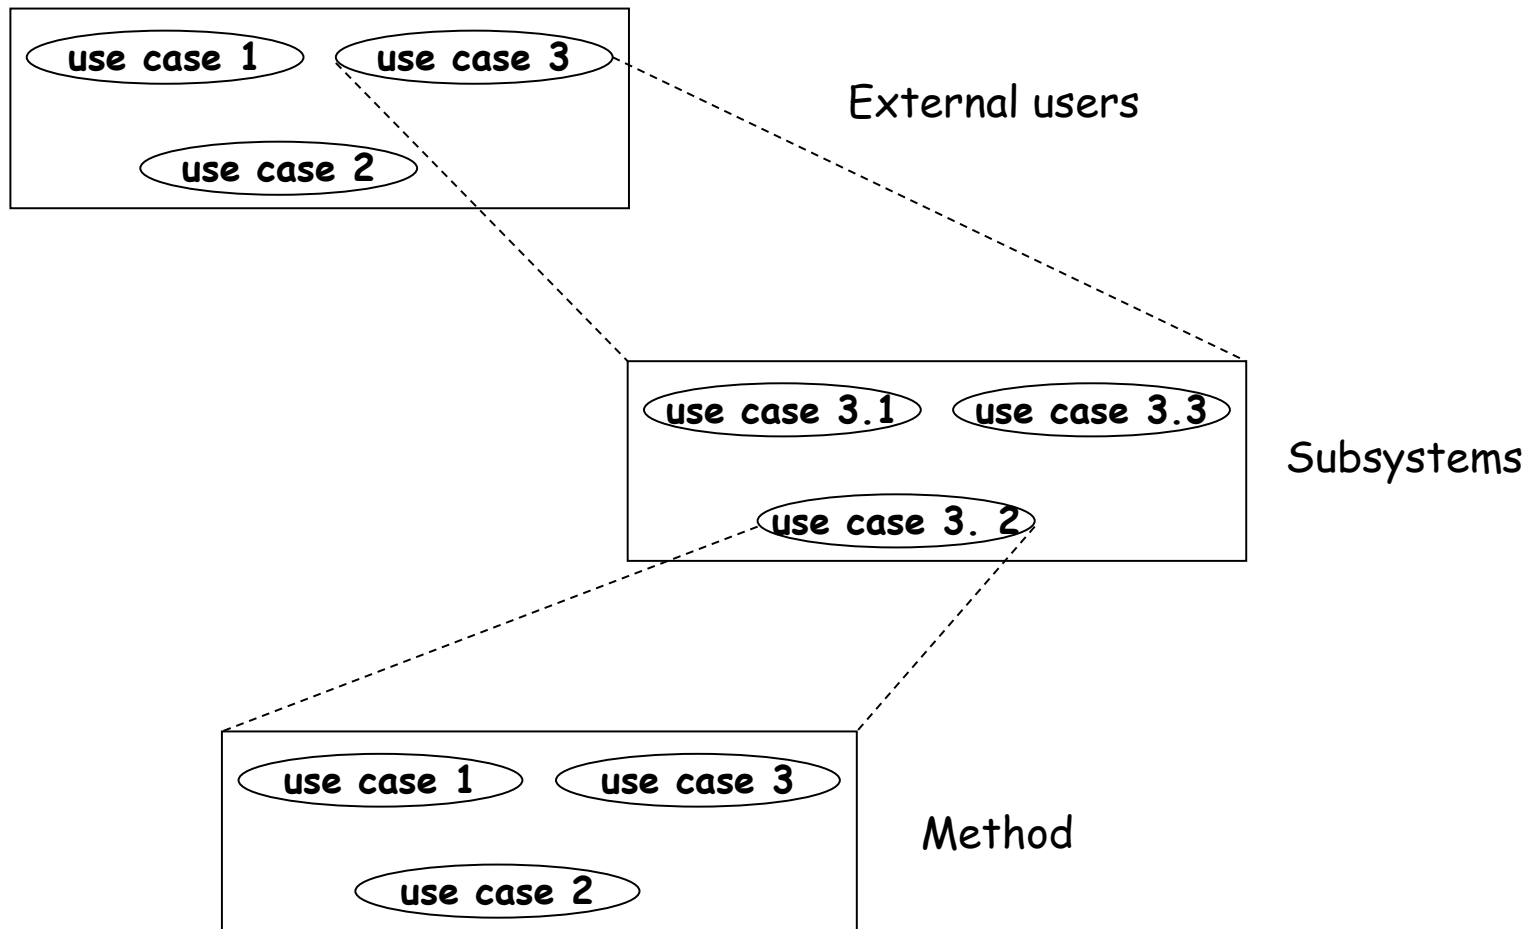 use case 1
use case 3
use case 2
External users
use case 3.1
use case 3.3
use case 3. 2
Subsystems
use case 1
use case 3
use case 2
Method